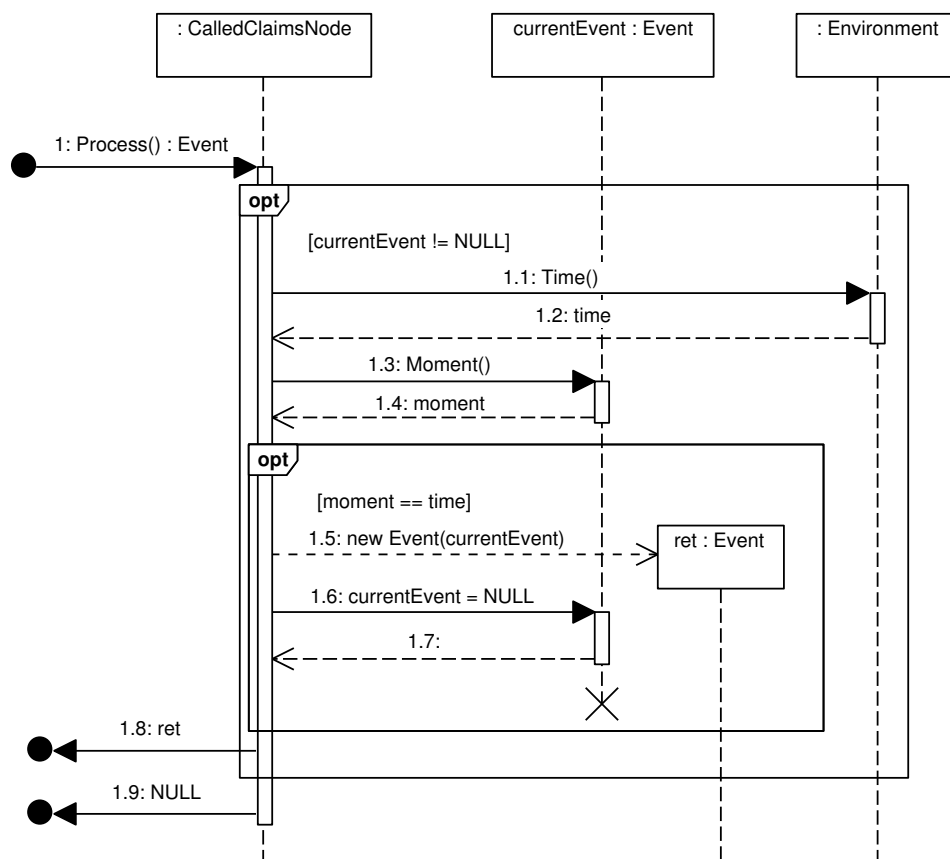 : CalledClaimsNode
currentEvent : Event
: Environment
1: Process() : Event
opt
[currentEvent != NULL]
1.1: Time()
1.2: time
1.3: Moment()
1.4: moment
opt
[moment == time]
1.5: new Event(currentEvent)
ret : Event
1.6: currentEvent = NULL
1.7:
1.8: ret
1.9: NULL